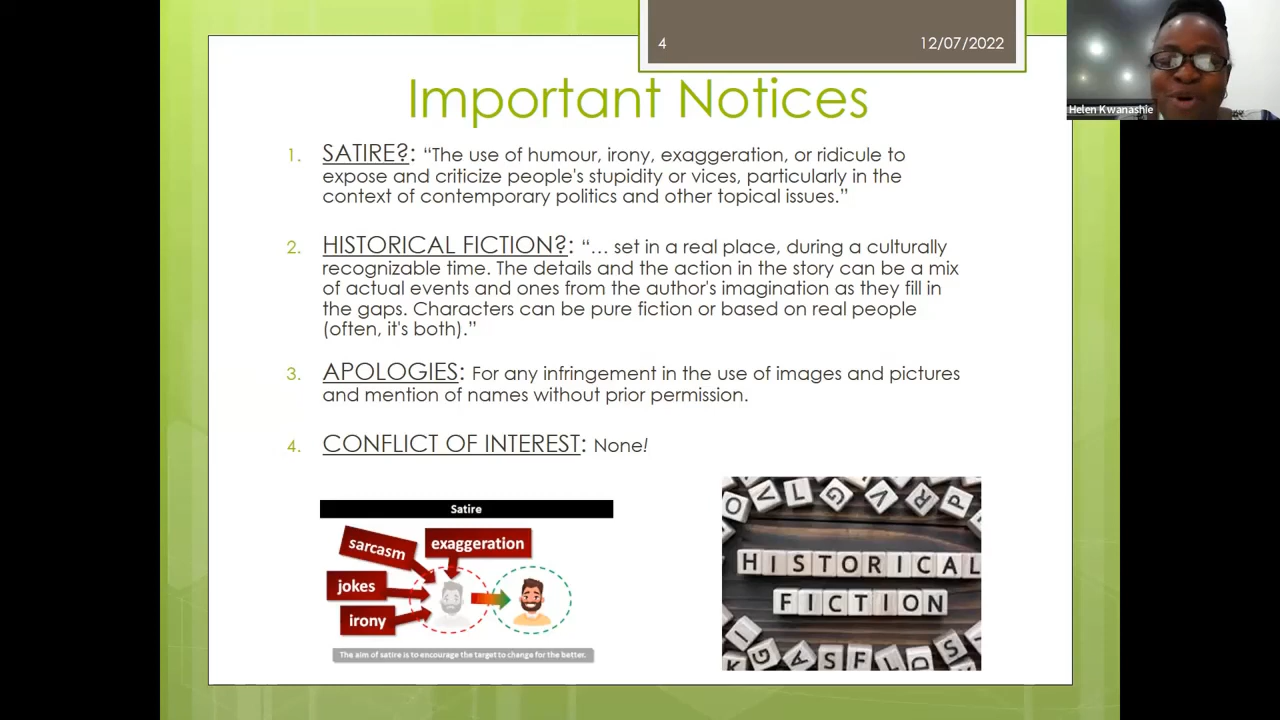 4
12/07/2022
Helen Kwanashie
Important Notices
1. SATIRE?: “The use of humour, irony, exaggeration, or ridicule to
expose and criticize people's stupidity or vices, particularly in the
context of contemporary politics and other topical issues.”
2. HISTORICAL FICTION?: “… set in a real place, during a culturally
recognizable time. The details and the action in the story can be a mix
of actual events and ones from the author's imagination as they fill in
the gaps. Characters can be pure fiction or based on real people
(often, it's both).”
3. APOLOGIES: For any infringement in the use of images and pictures
and mention of names without prior permission.
4. CONFLICT OF INTEREST: None!
Satire
sarcasm
exaggeration
jokes
irony
The aim of satire is to encourage the target to change for the better.
HISTORICAL
FICTION